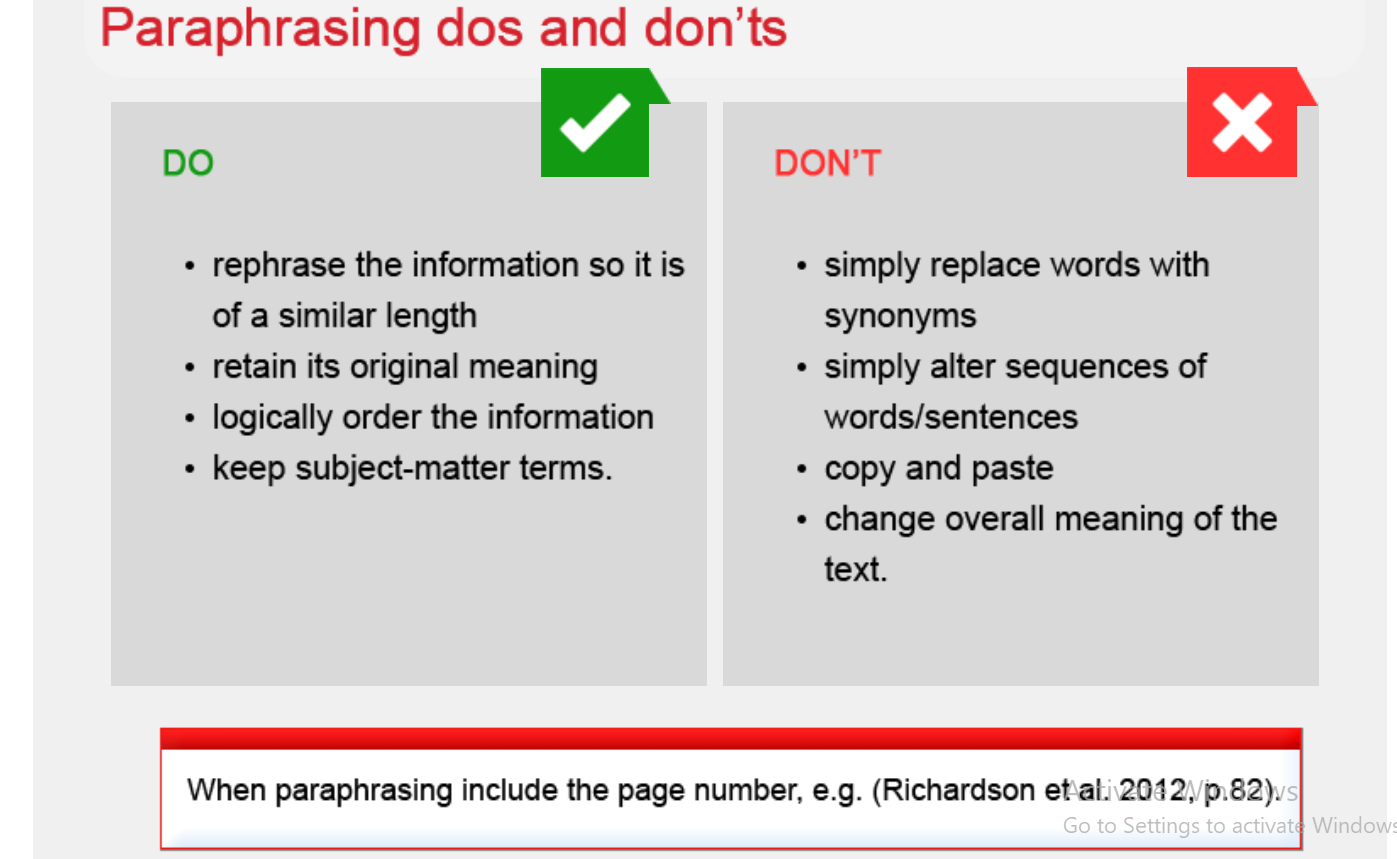 Paraphrasing dos and don'ts
DO
• rephrase the information so it is
of a similar length
• retain its original meaning
• logically order the information
• keep subject-matter terms.
DON'T
• simply replace words with
synonyms
• simply alter sequences of
words/sentences
• copy and paste
• change overall meaning of the
text.
When paraphrasing include the page number, e.g. (Richardson et al. 2012, p.82).
Activate Windows
Go to Settings to activate Windows